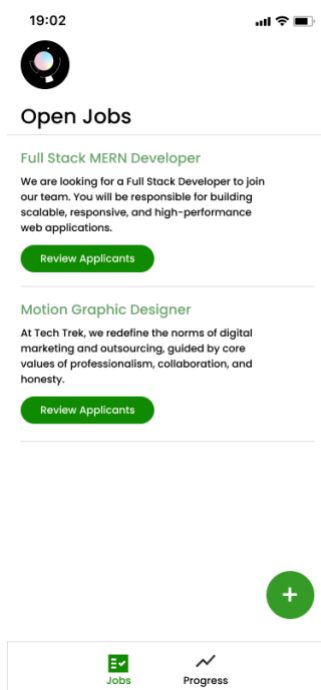 19:02
Open Jobs
Full Stack MERN Developer
We are looking for a Full Stack Developer to join
our team. You will be responsible for building
scalable, responsive, and high-performance
web applications.
Review Applicants
Motion Graphic Designer
At Tech Trek, we redefine the norms of digital
marketing and outsourcing, guided by core
values of professionalism, collaboration, and
honesty.
Review Applicants
+
Jobs
Progress